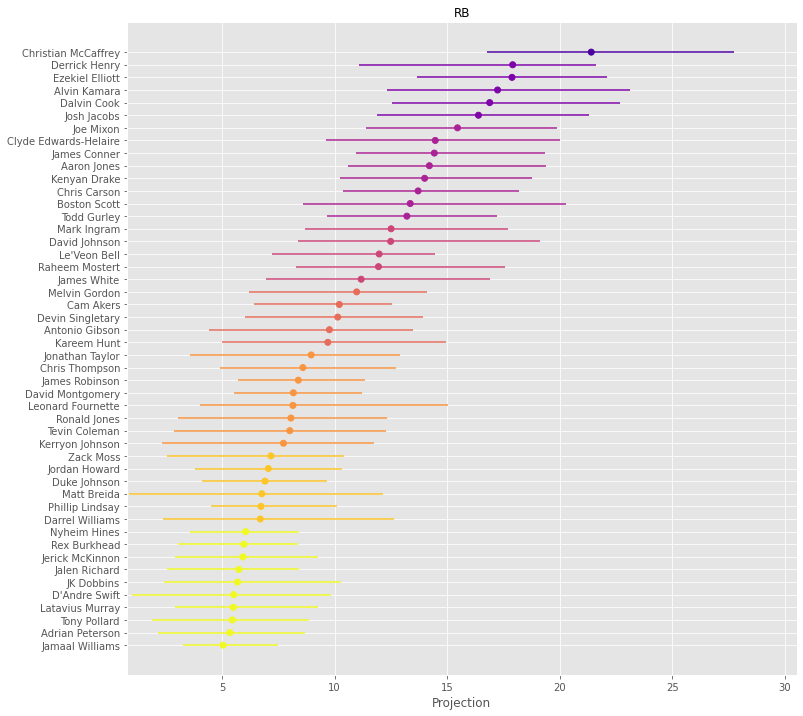 RB
Christian McCaffrey
Derrick Henry
Ezekiel Elliott
Alvin Kamara
Dalvin Cook
Josh Jacobs
Joe Mixon
Clyde Edwards-Helaire
James Conner
Aaron Jones
Kenyan Drake
Chris Carson
Boston Scott
Todd Gurley
Mark Ingram
David Johnson
Le'Veon Bell
Raheem Mostert
James White
Melvin Gordon
Cam Akers
Devin Singletary
Antonio Gibson
Kareem Hunt
Jonathan Taylor
Chris Thompson
James Robinson
David Montgomery
Leonard Fournette
Ronald Jones
Tevin Coleman
Kerryon Johnson
Zack Moss
Jordan Howard
Duke Johnson
Matt Breida
Phillip Lindsay
Darrel Williams
Nyheim Hines
Rex Burkhead
Jerick McKinnon
Jalen Richard
JK Dobbins
D'Andre Swift
Latavius Murray
Tony Pollard
Adrian Peterson
Jamaal Williams
5 10 15 20 25 30
Projection